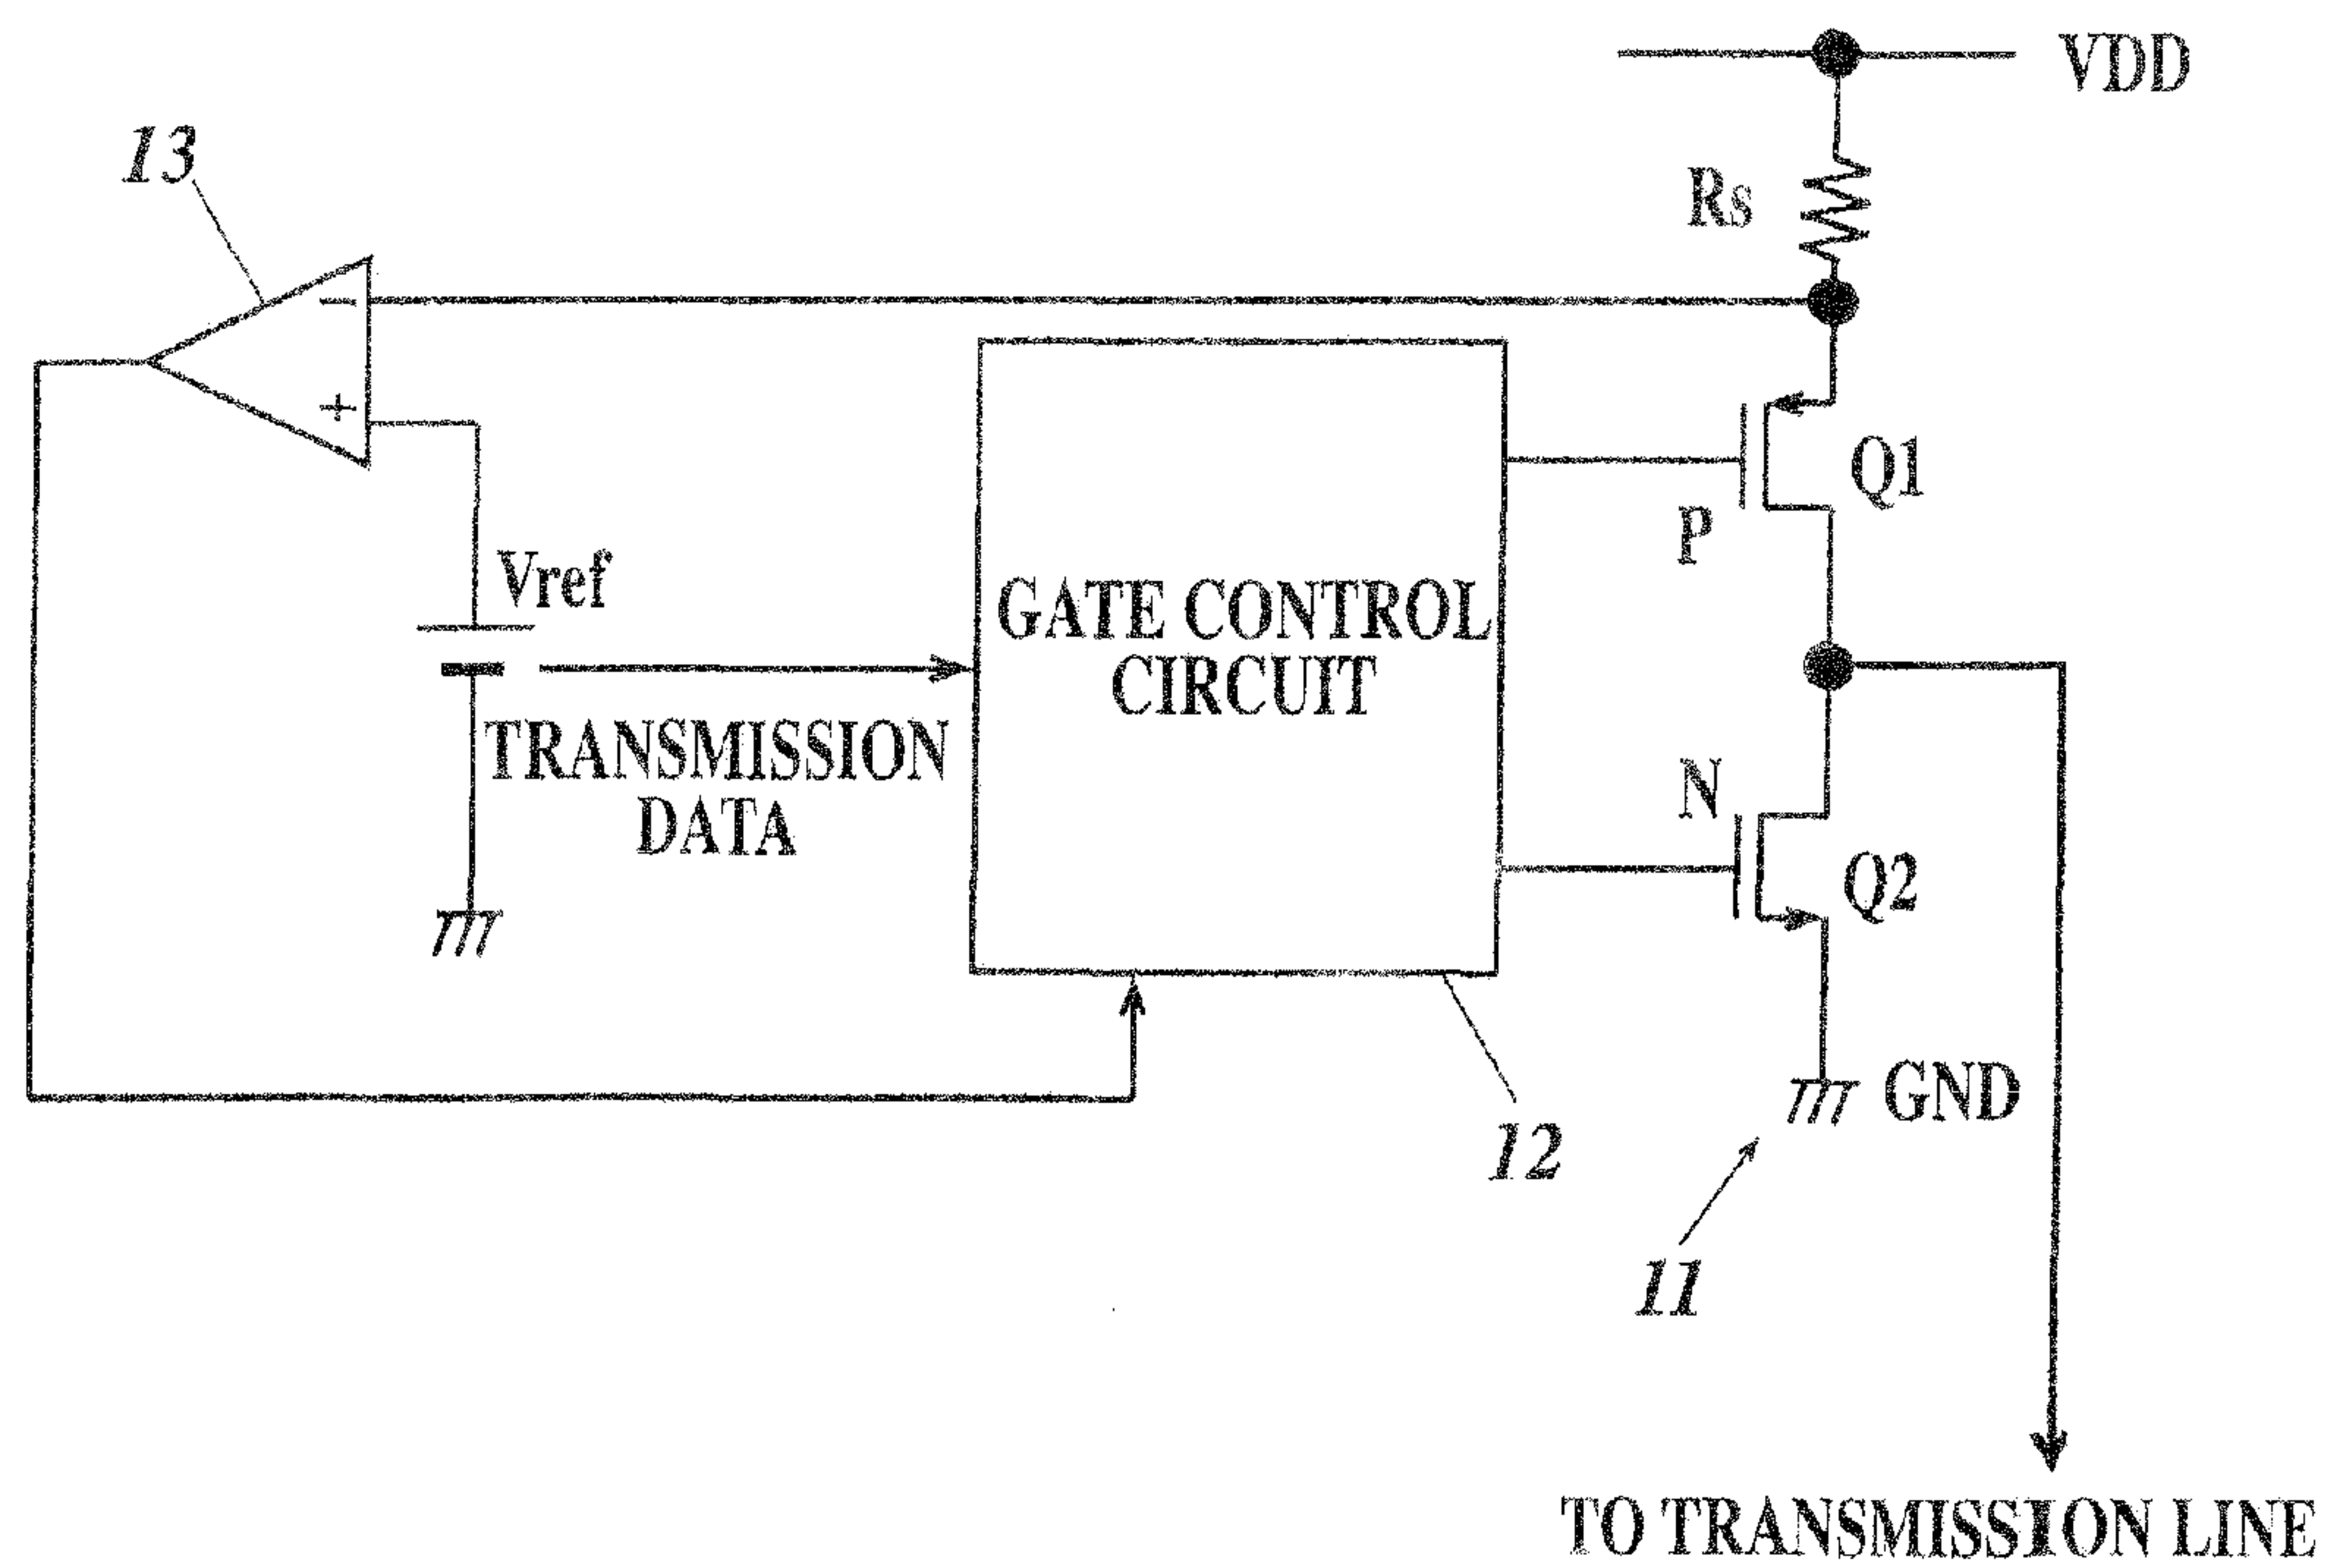 VDD
13
Rs
−
+
Q1
P
Vref
GATE CONTROL
CIRCUIT
TRANSMISSION
DATA
N
Q2
GND
12
11
TO TRANSMISSION LINE